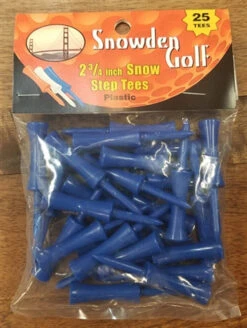 Snowden
Golf
25
TEES
2 3/4 inch Snow
Step Tees
Plastic